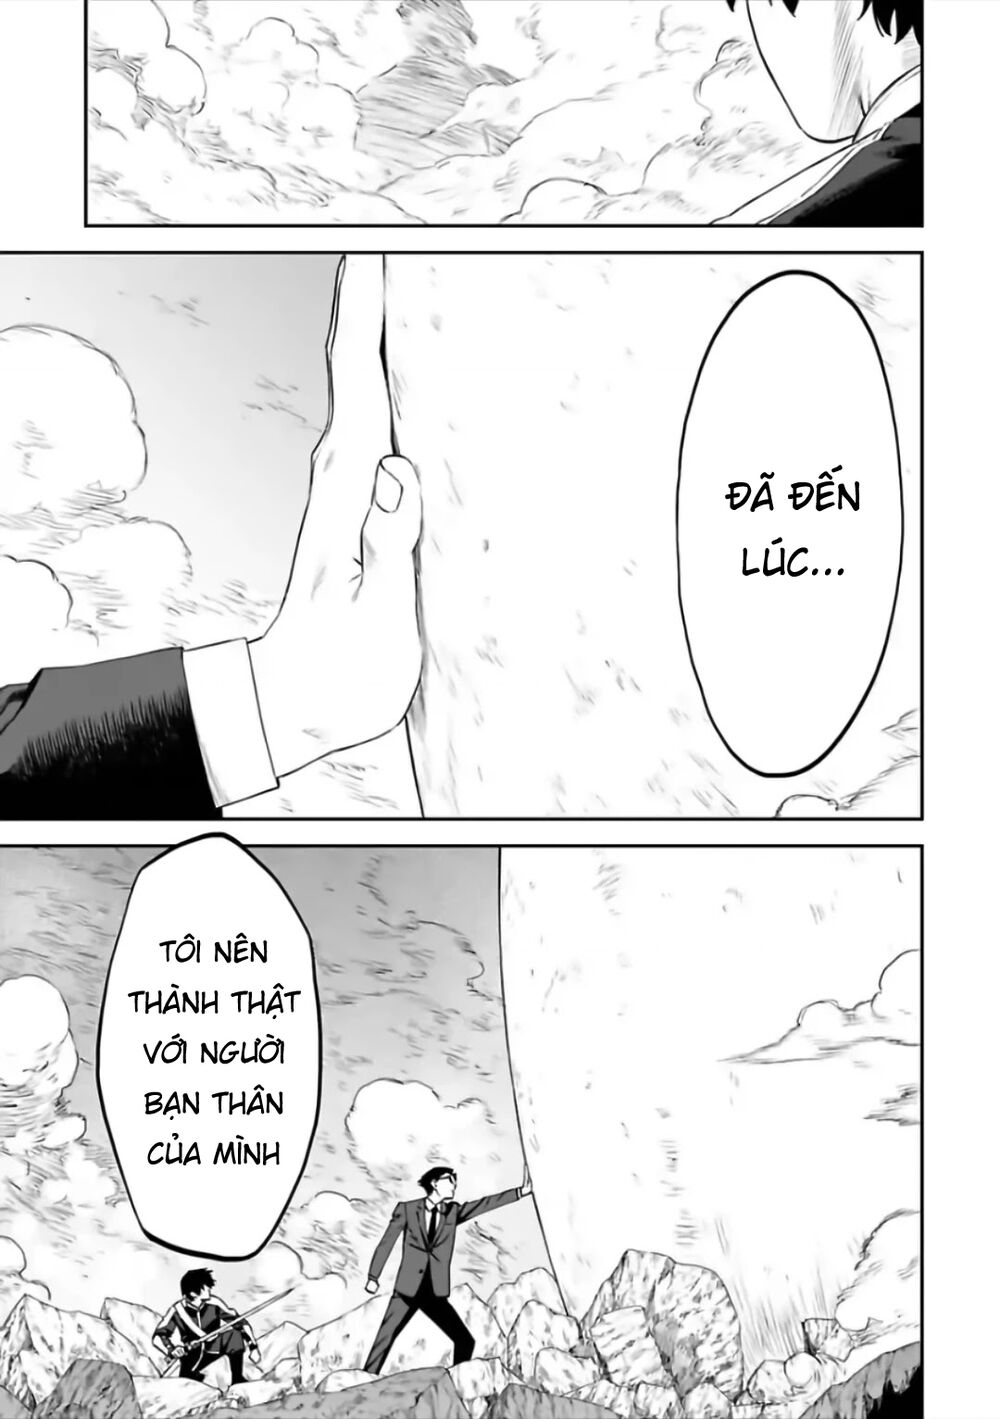 ĐÃ ĐẾN
LÚC...
TÔI NÊN
THÀNH THẬT
VỚI NGƯỜI
BẠN THÂN
CỦA MÌNH